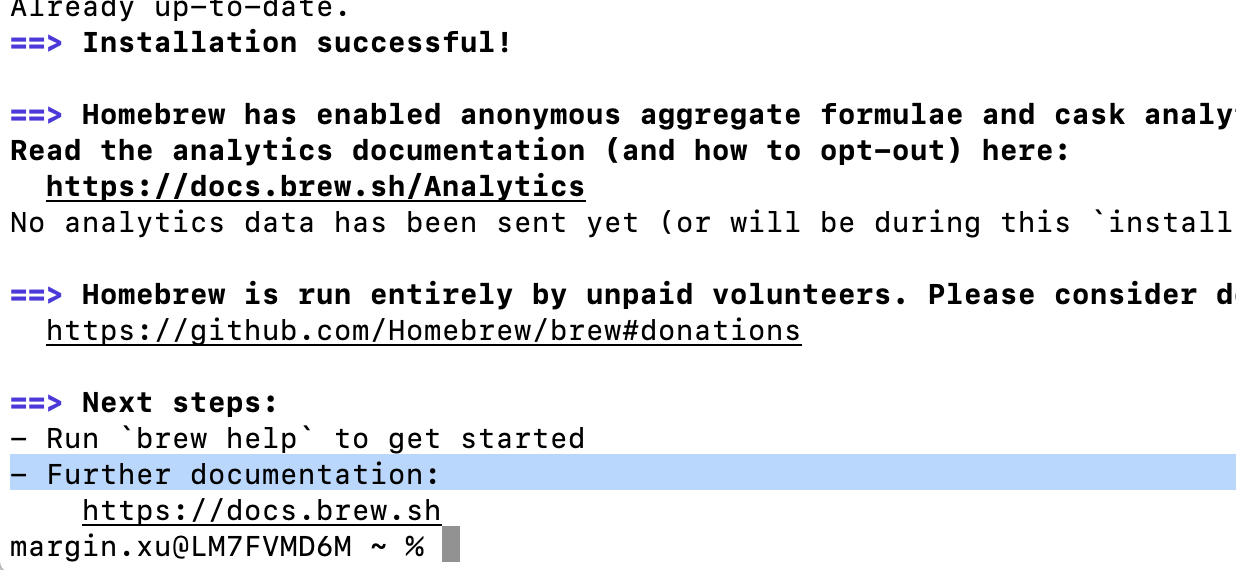 Already up-to-date.
==> Installation successful!
==> Homebrew has enabled anonymous aggregate formulae and cask analy
Read the analytics documentation (and how to opt-out) here:
https://docs.brew.sh/Analytics
No analytics data has been sent yet (or will be during this `install
==> Homebrew is run entirely by unpaid volunteers. Please consider d
https://github.com/Homebrew/brew#donations
==> Next steps:
- Run `brew help` to get started
- Further documentation:
https://docs.brew.sh
margin.xu@LM7FVMD6M ~ %